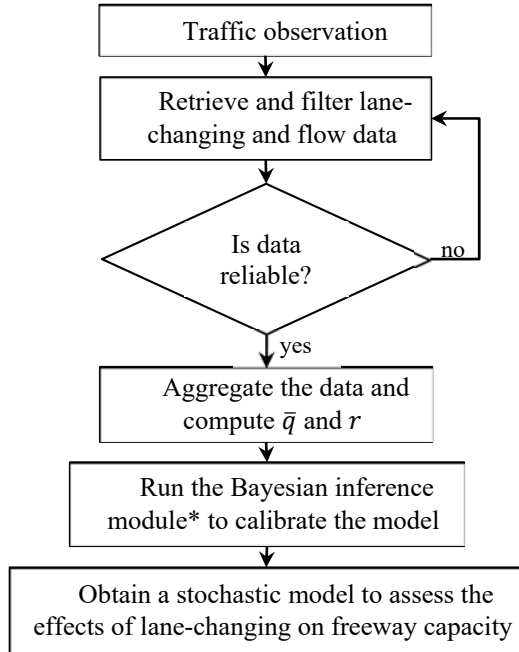 Traffic observation
Retrieve and filter lane-
changing and flow data
Is data
reliable?
no
yes
Aggregate the data and
compute q̄ and r
Run the Bayesian inference
module* to calibrate the model
Obtain a stochastic model to assess the
effects of lane-changing on freeway capacity